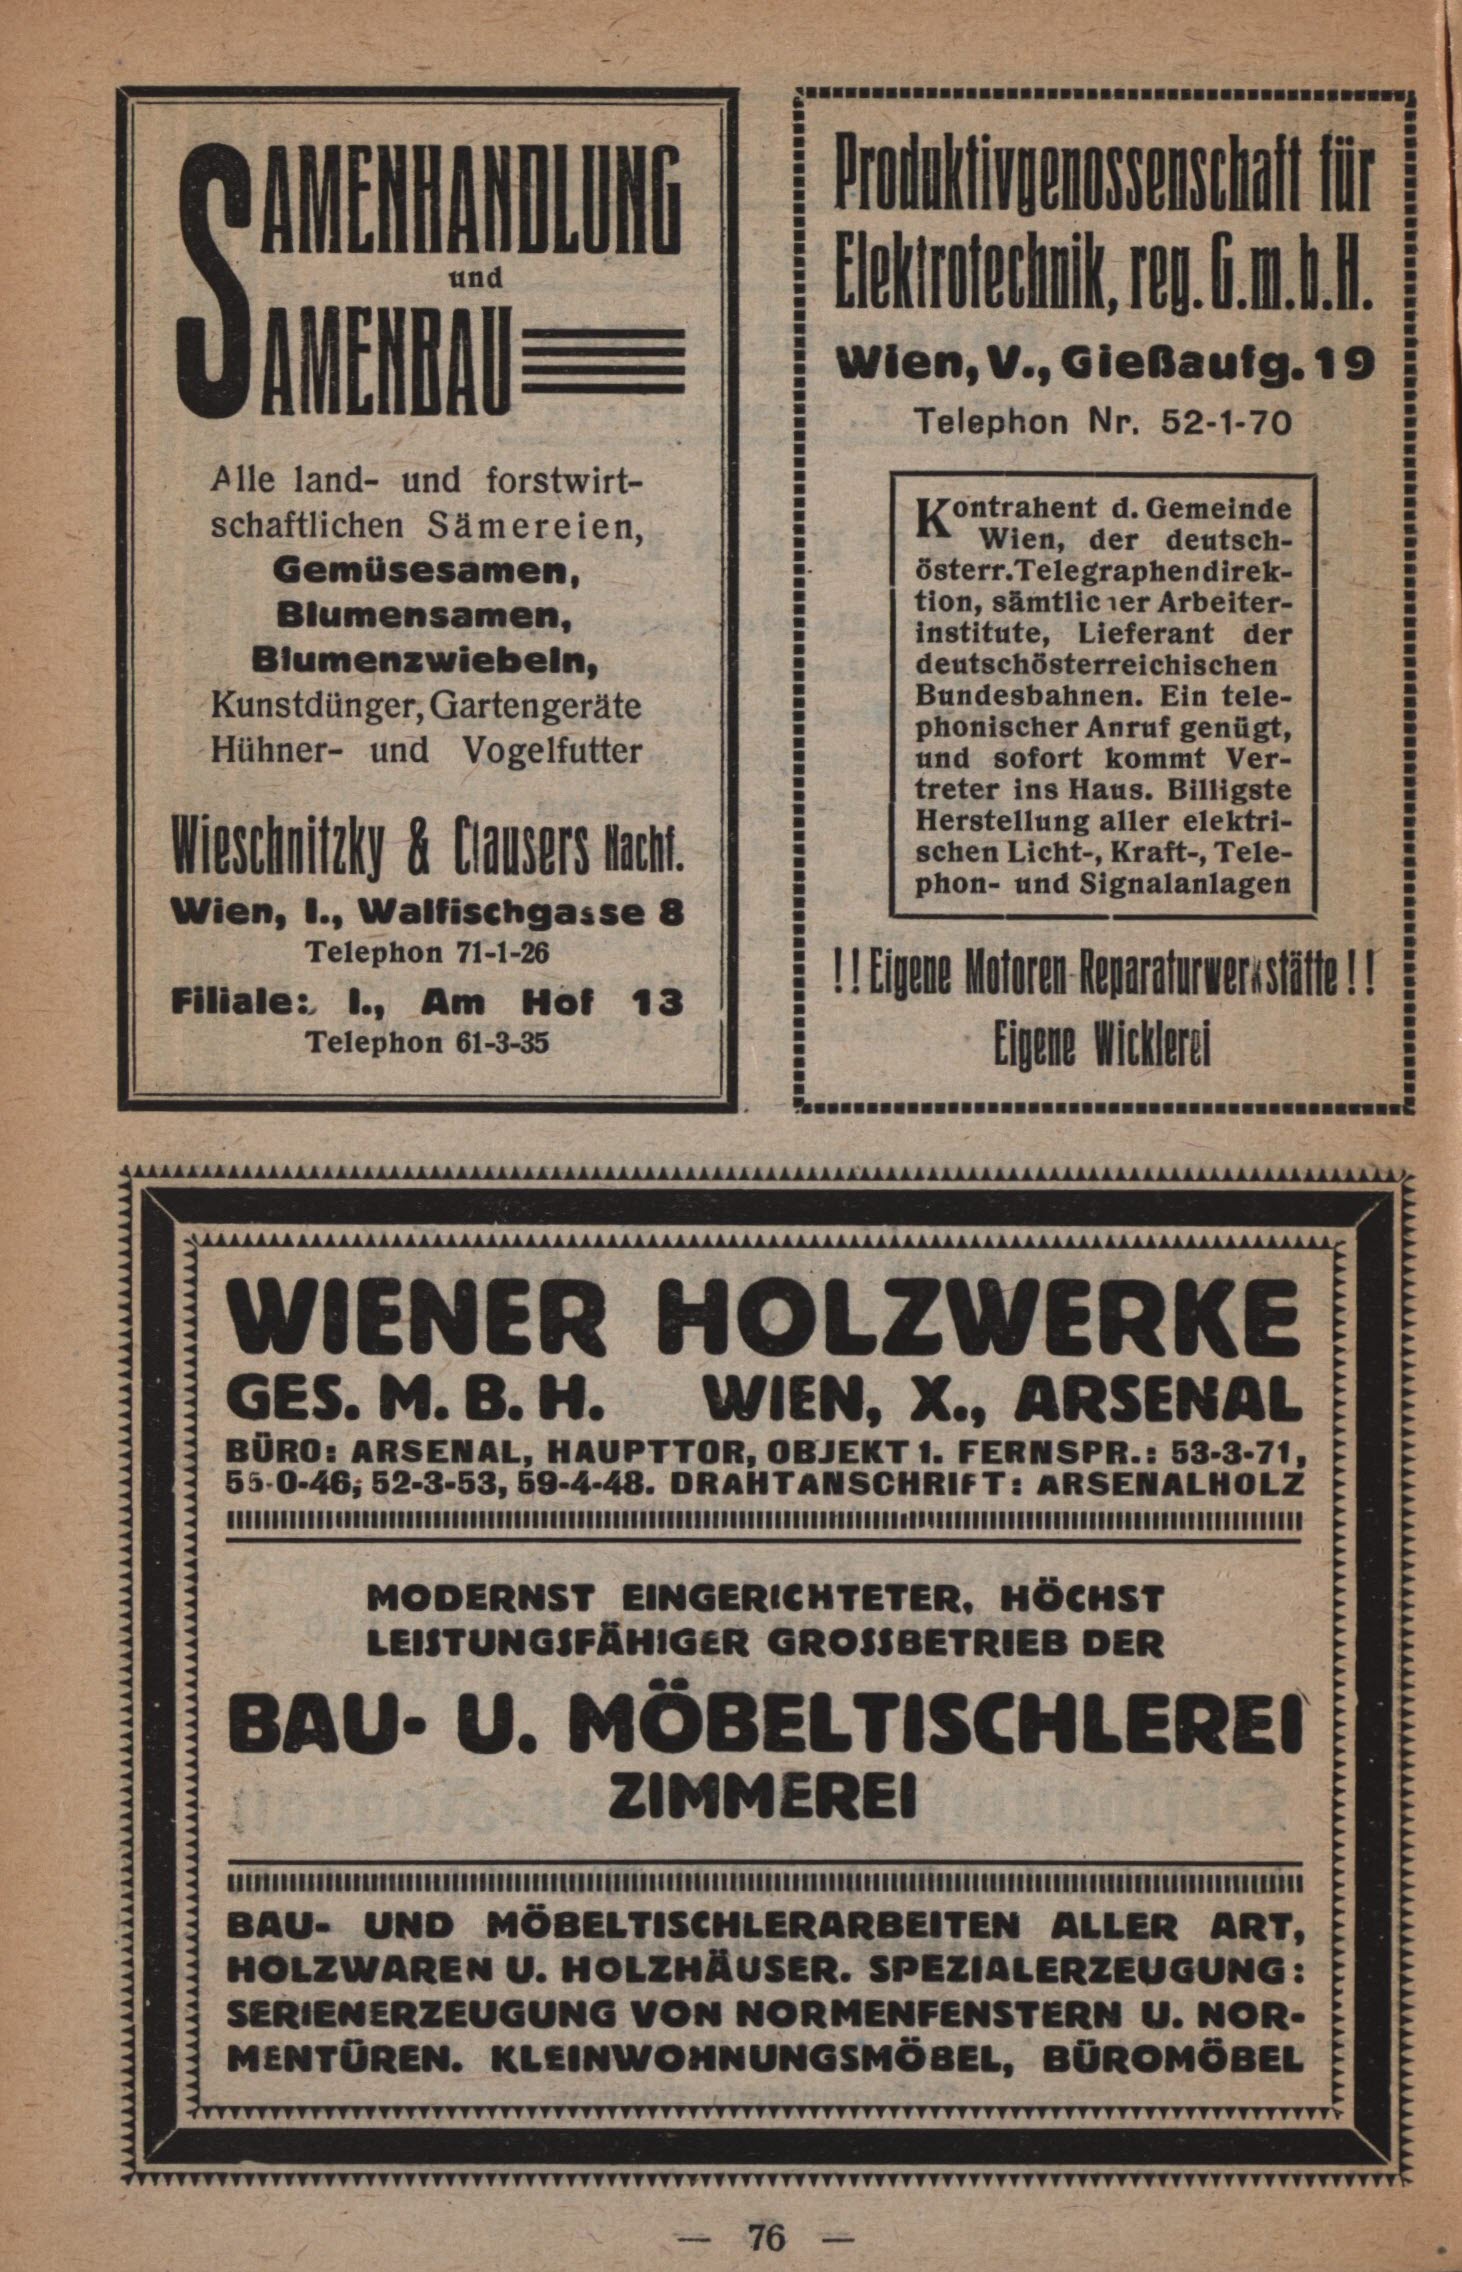 SAMENHANDLUNG
und
SAMENBAU
Alle land- und forstwirt-
schaftlichen Sämereien,
Gemüsesamen,
Blumensamen,
Blumenzwiebeln,
Kunstdünger, Gartengeräte
Hühner- und Vogelfutter
Wieschnitzky & Clausers Nachf.
Wien, I., Walfischgasse 8
Telephon 71-1-26
Filiale: I., Am Hof 13
Telephon 61-3-35
Produktivgenossenschaft für
Elektrotechnik, reg. G. m. b. H.
Wien, V., Gießaufg. 19
Telephon Nr. 52-1-70
Kontrahent d. Gemeinde
Wien, der deutsch-
österr. Telegraphendirek-
tion, sämtlicher Arbeiter-
institute, Lieferant der
deutschösterreichischen
Bundesbahnen. Ein tele-
phonischer Anruf genügt,
und sofort kommt Ver-
treter ins Haus. Billigste
Herstellung aller elektri-
schen Licht-, Kraft-, Tele-
phon- und Signalanlagen
!! Eigene Motoren-Reparaturwerkstätte !!
Eigene Wicklerei
WIENER HOLZWERKE
GES. M. B. H. WIEN, X., ARSENAL
BÜRO: ARSENAL, HAUPTTOR, OBJEKT 1. FERNSPR.: 53-3-71,
55-0-46, 52-3-53, 59-4-48. DRAHTANSCHRIFT: ARSENALHOLZ
MODERNST EINGERICHTETER, HÖCHST
LEISTUNGSFÄHIGER GROSSBETRIEB DER
BAU- U. MÖBELTISCHLEREI
ZIMMEREI
BAU- UND MÖBELTISCHLERARBEITEN ALLER ART,
HOLZWAREN U. HOLZHÄUSER. SPEZIALERZEUGUNG:
SERIENERZEUGUNG VON NORMENFENSTERN U. NOR-
MENTÜREN. KLEINWOHNUNGSMÖBEL, BÜROMÖBEL
— 76 —